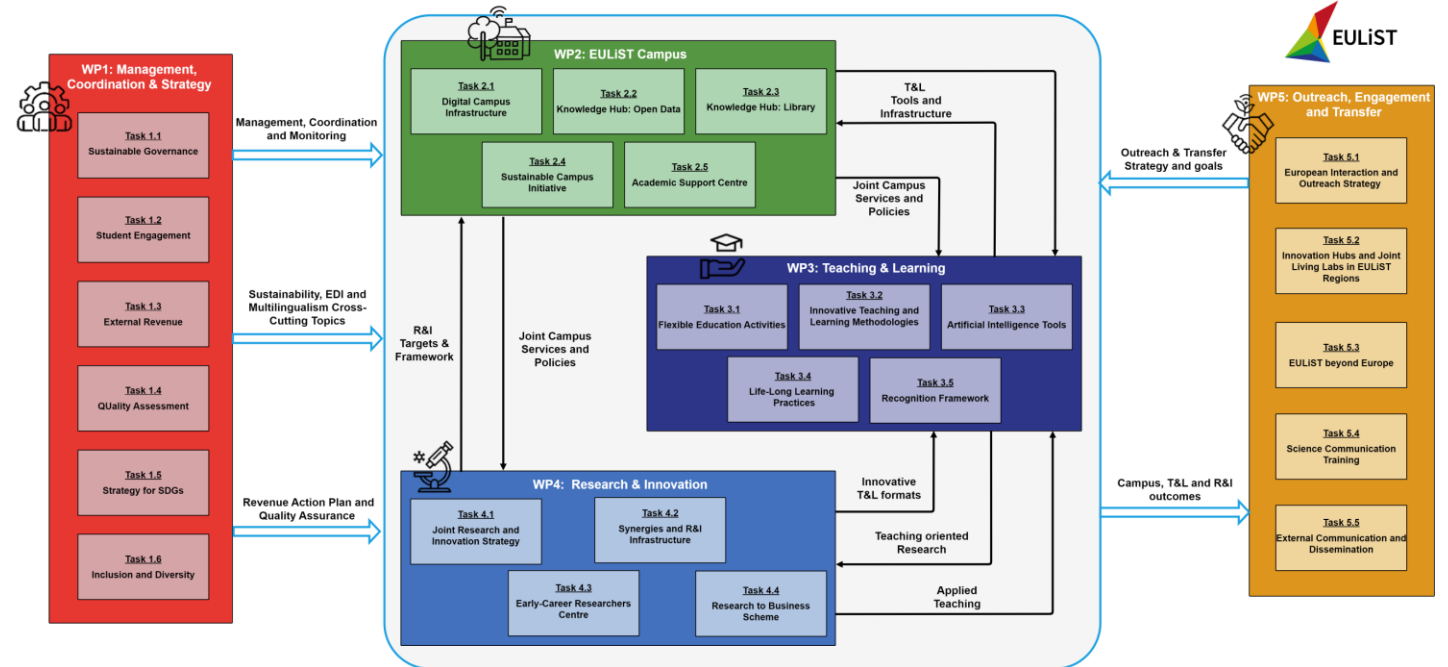 EULiST
WP1: Management,
Coordination & Strategy
Task 1.1
Sustainable Governance
Task 1.2
Student Engagement
Task 1.3
External Revenue
Task 1.4
QUality Assessment
Task 1.5
Strategy for SDGs
Task 1.6
Inclusion and Diversity
Management, Coordination
and Monitoring
Sustainability, EDI and
Multilingualism Cross-
Cutting Topics
Revenue Action Plan and
Quality Assurance
WP2: EULiST Campus
Task 2.1
Digital Campus
Infrastructure
Task 2.2
Knowledge Hub: Open Data
Task 2.3
Knowledge Hub: Library
Task 2.4
Sustainable Campus
Initiative
Task 2.5
Academic Support Centre
T&L
Tools and
Infrastructure
Joint Campus
Services and
Policies
R&I
Targets &
Framework
Joint Campus
Services and
Policies
WP3: Teaching & Learning
Task 3.1
Flexible Education Activities
Task 3.2
Innovative Teaching and
Learning Methodologies
Task 3.3
Artificial Intelligence Tools
Task 3.4
Life-Long Learning
Practices
Task 3.5
Recognition Framework
WP4: Research & Innovation
Task 4.1
Joint Research and
Innovation Strategy
Task 4.2
Synergies and R&I
Infrastructure
Task 4.3
Early-Career Researchers
Centre
Task 4.4
Research to Business
Scheme
Innovative
T&L formats
Teaching oriented
Research
Applied
Teaching
Outreach & Transfer
Strategy and goals
Campus, T&L and R&I
outcomes
WP5: Outreach, Engagement
and Transfer
Task 5.1
European Interaction and
Outreach Strategy
Task 5.2
Innovation Hubs and Joint
Living Labs in EULiST
Regions
Task 5.3
EULiST beyond Europe
Task 5.4
Science Communication
Training
Task 5.5
External Communication and
Dissemination